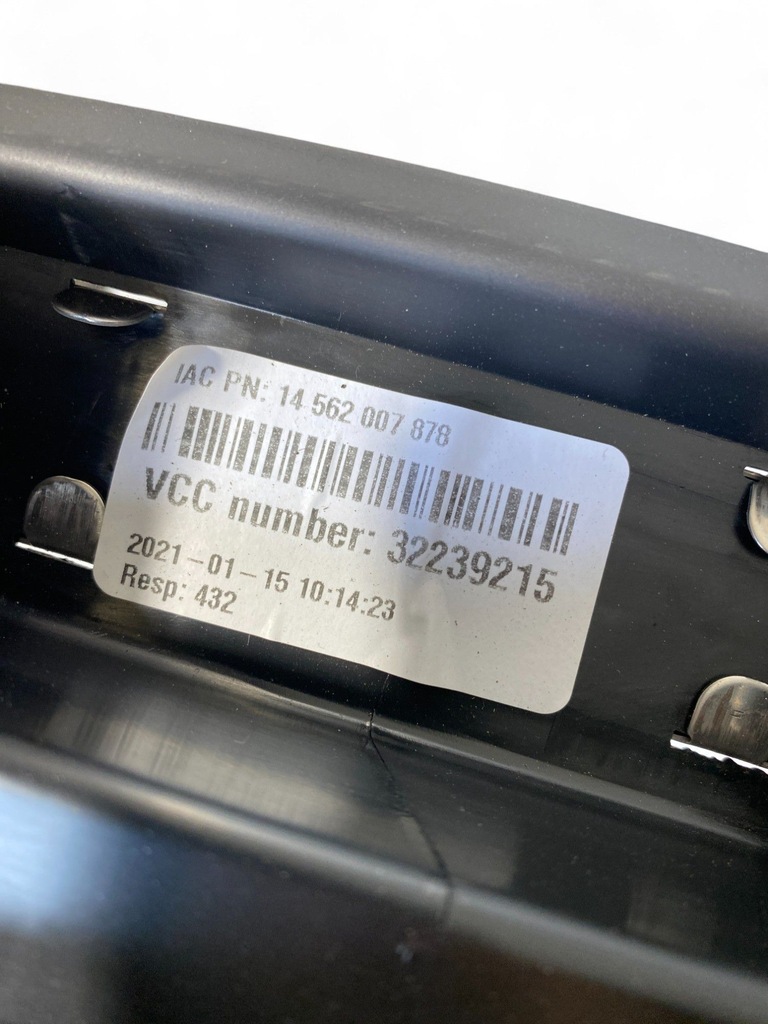 IAC PN: 14 562 007 878
VCC number: 32239215
2021-01-15 10:14:23
Resp: 432